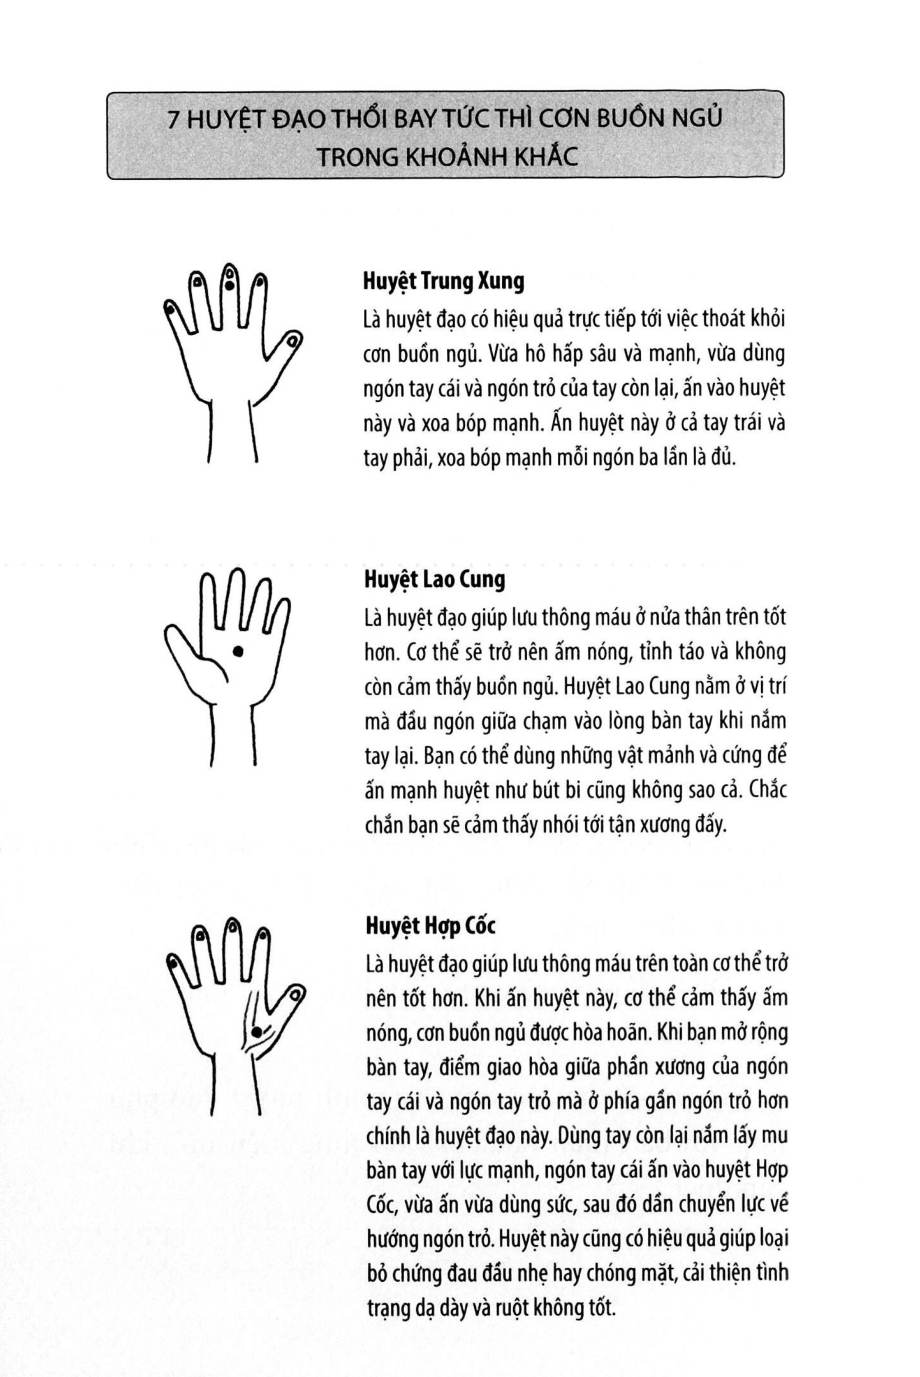 7 HUYỆT ĐẠO THỔI BAY TỨC THÌ CƠN BUỒN NGỦ
TRONG KHOẢNH KHẮC
Huyệt Trung Xung
Là huyệt đạo có hiệu quả trực tiếp tới việc thoát khỏi
cơn buồn ngủ. Vừa hô hấp sâu và mạnh, vừa dùng
ngón tay cái và ngón trỏ của tay còn lại, ấn vào huyệt
này và xoa bóp mạnh. Ấn huyệt này ở cả tay trái và
tay phải, xoa bóp mạnh mỗi ngón ba lần là đủ.
Huyệt Lao Cung
Là huyệt đạo giúp lưu thông máu ở nửa thân trên tốt
hơn. Cơ thể sẽ trở nên ấm nóng, tỉnh táo và không
còn cảm thấy buồn ngủ. Huyệt Lao Cung nằm ở vị trí
mà đầu ngón giữa chạm vào lòng bàn tay khi nắm
tay lại. Bạn có thể dùng những vật mảnh và cứng để
ấn mạnh huyệt như bút bi cũng không sao cả. Chắc
chắn bạn sẽ cảm thấy nhói tới tận xương đấy.
Huyệt Hợp Cốc
Là huyệt đạo giúp lưu thông máu trên toàn cơ thể trở
nên tốt hơn. Khi ấn huyệt này, cơ thể cảm thấy ấm
nóng, cơn buồn ngủ được hòa hoãn. Khi bạn mở rộng
bàn tay, điểm giao hòa giữa phần xương của ngón
tay cái và ngón tay trỏ mà ở phía gần ngón trỏ hơn
chính là huyệt đạo này. Dùng tay còn lại nắm lấy mu
bàn tay với lực mạnh, ngón tay cái ấn vào huyệt Hợp
Cốc, vừa ấn vừa dùng sức, sau đó dần chuyển lực về
hướng ngón trỏ. Huyệt này cũng có hiệu quả giúp loại
bỏ chứng đau đầu nhẹ hay chóng mặt, cải thiện tình
trạng dạ dày và ruột không tốt.